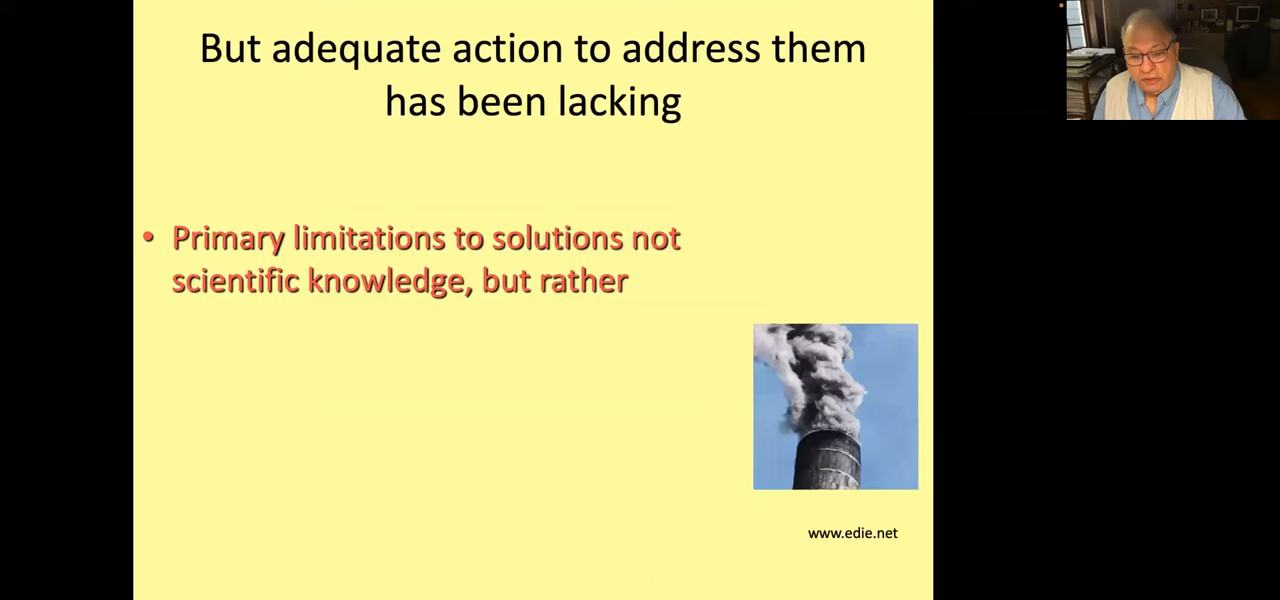 But adequate action to address them
has been lacking
• Primary limitations to solutions not
scientific knowledge, but rather
www.edie.net